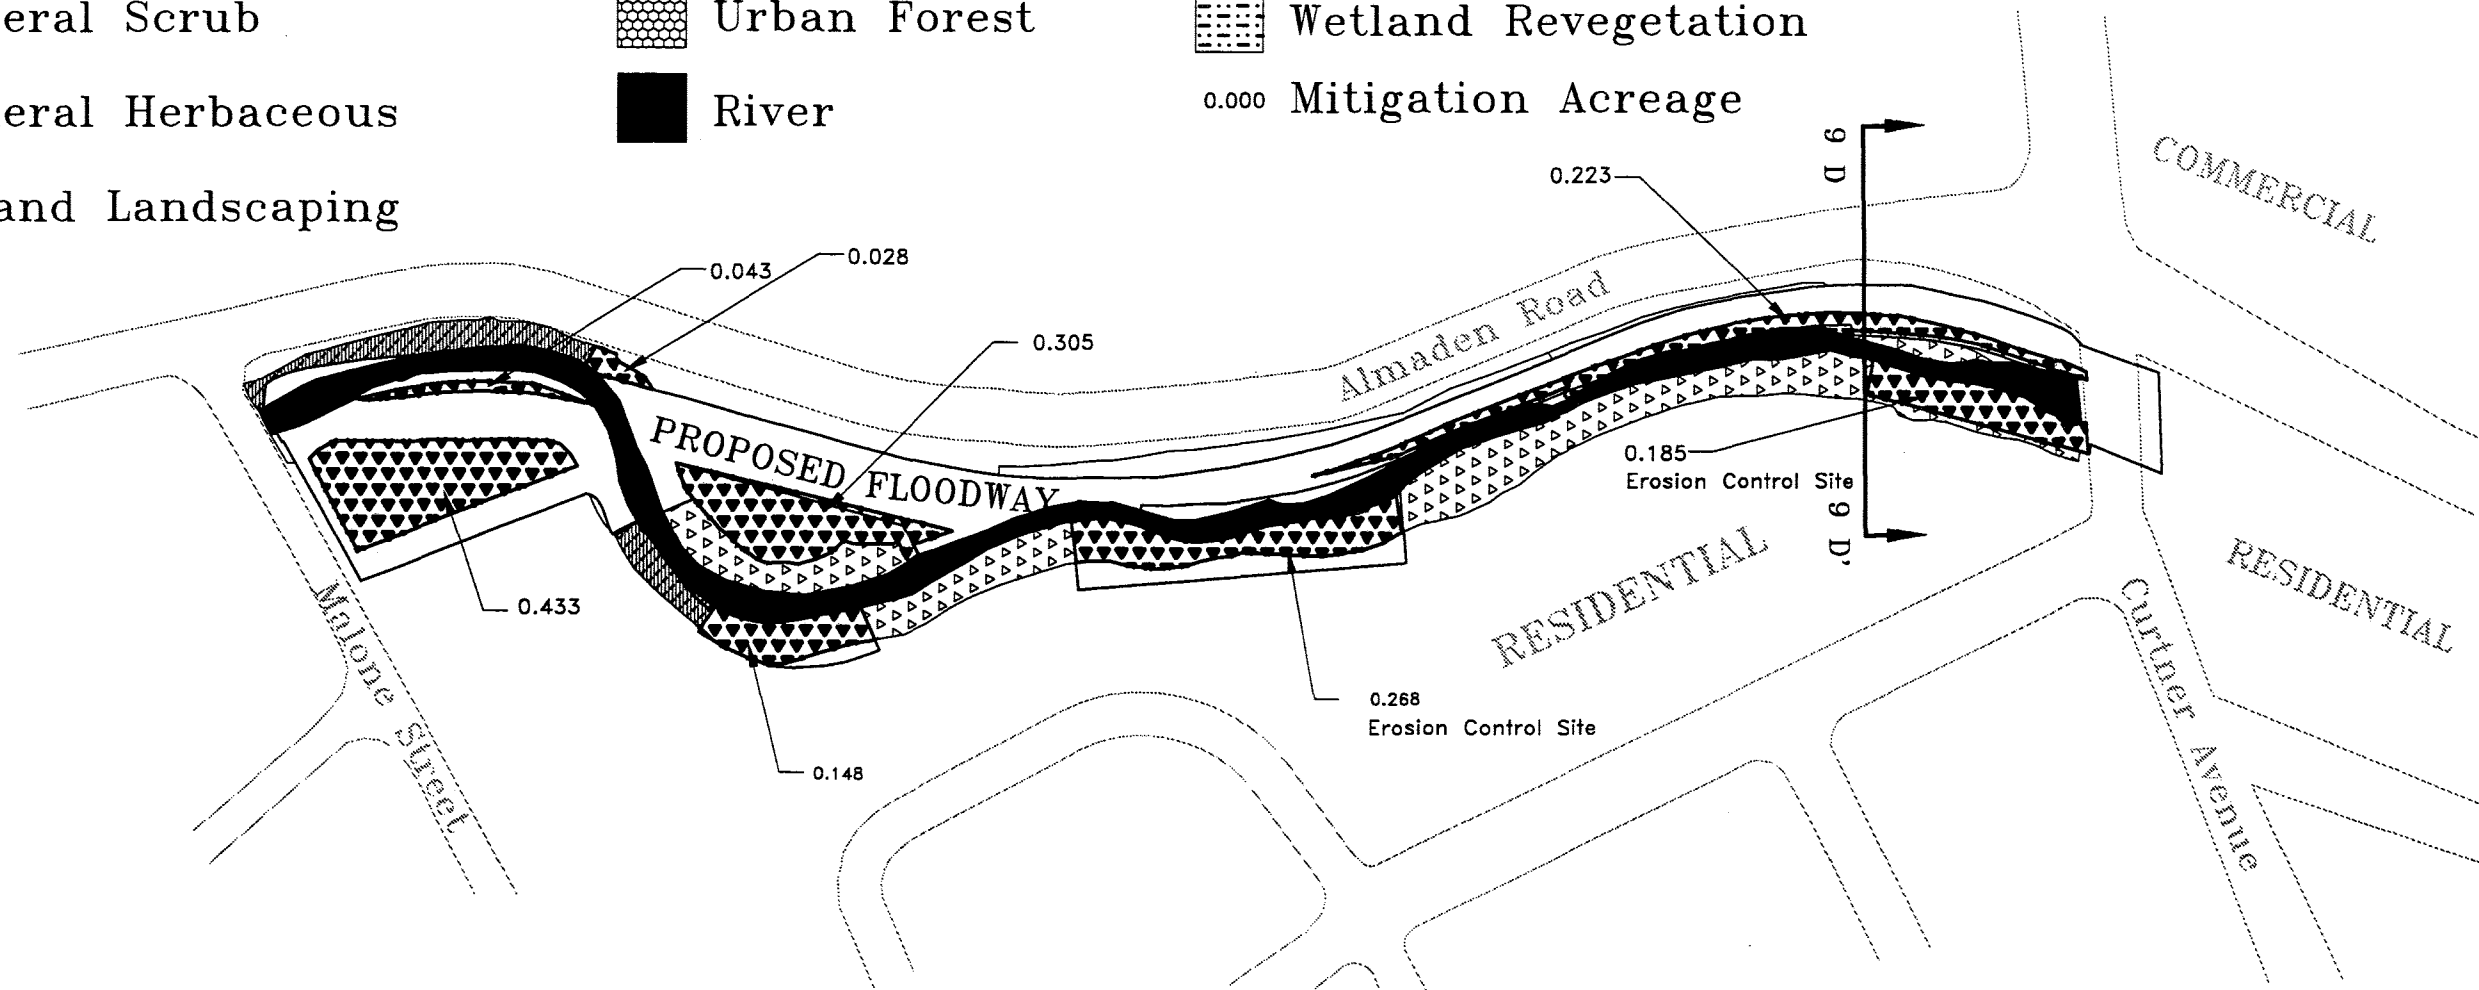 eral Scrub
Urban Forest
Wetland Revegetation
eral Herbaceous
River
0.000 Mitigation Acreage
and Landscaping
9 D
COMMERCIAL
0.223
0.043
0.028
0.305
Almaden Road
PROPOSED FLOODWAY
0.185
Erosion Control Site
9 D'
RESIDENTIAL
RESIDENTIAL
0.433
Malone Street
0.268
Erosion Control Site
0.148
Curtner Avenue